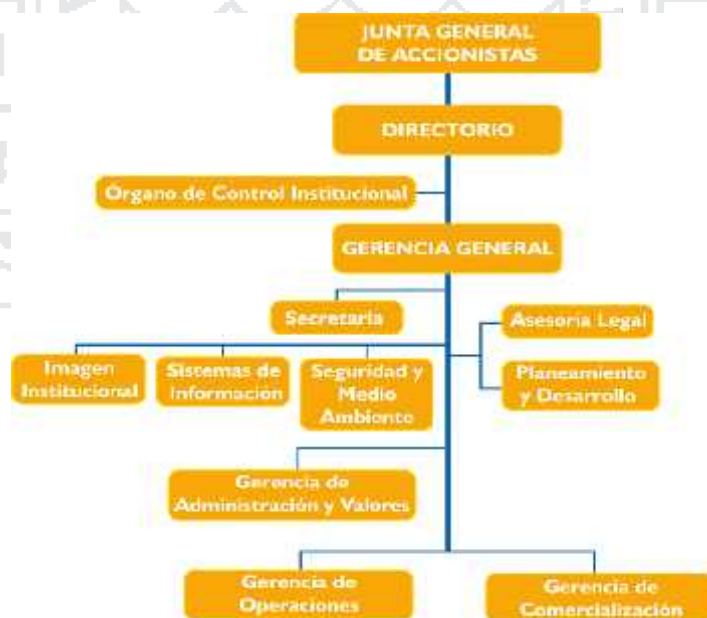 JUNTA GENERAL
DE ACCIONISTAS
DIRECTORIO
Órgano de Control Institucional
GERENCIA GENERAL
Secretaria
Asesoría Legal
Imagen
Institucional
Sistemas de
Información
Seguridad y
Medio
Ambiente
Planeamiento
y Desarrollo
Gerencia de
Administración y Valores
Gerencia de
Operaciones
Gerencia de
Comercialización